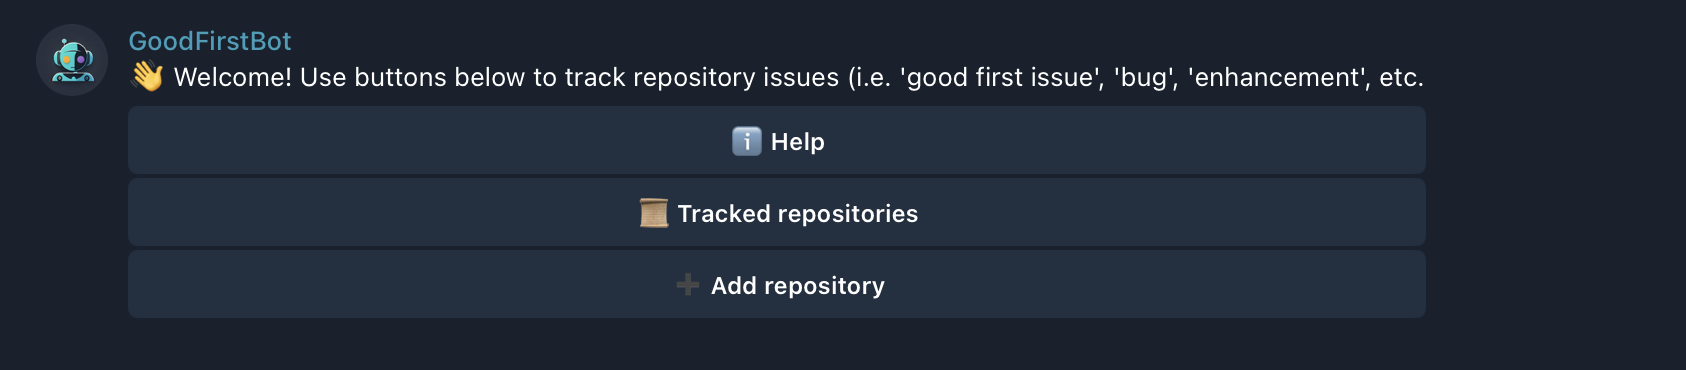 GoodFirstBot
👋 Welcome! Use buttons below to track repository issues (i.e. 'good first issue', 'bug', 'enhancement', etc.
ℹ️ Help
📜 Tracked repositories
➕ Add repository